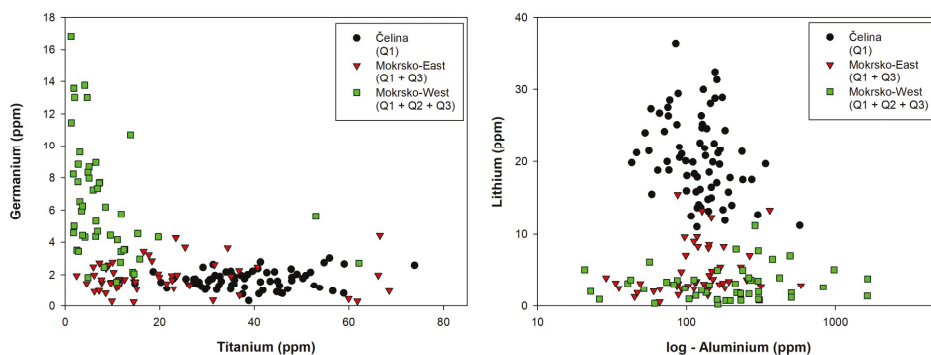 18
16
14
12
10
8
6
4
2
0
Germanium (ppm)
0
20
40
60
80
Titanium (ppm)
Čelina
(Q1)
Mokrsko-East
(Q1 + Q3)
Mokrsko-West
(Q1 + Q2 + Q3)
40
30
20
10
0
Lithium (ppm)
10
100
1000
log - Aluminium (ppm)
Čelina
(Q1)
Mokrsko-East
(Q1 + Q3)
Mokrsko-West
(Q1 + Q2 + Q3)